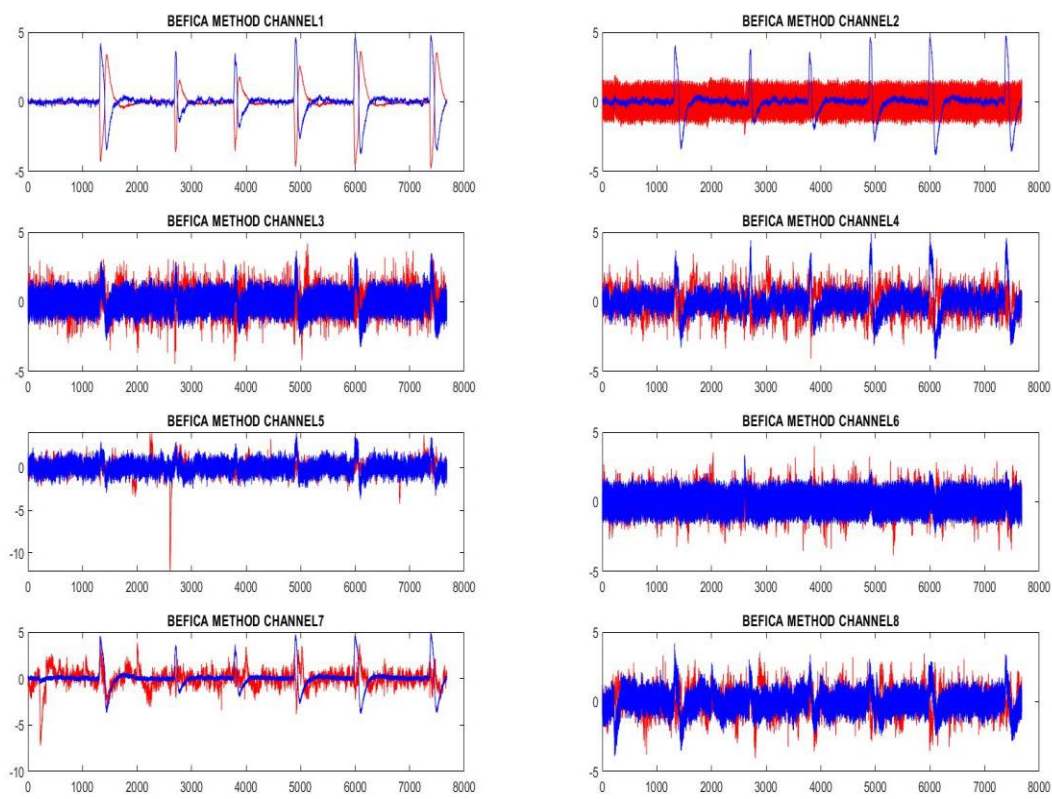 BEFICA METHOD CHANNEL1
5
0
-5
0 1000 2000 3000 4000 5000 6000 7000 8000
BEFICA METHOD CHANNEL2
5
0
-5
0 1000 2000 3000 4000 5000 6000 7000 8000
BEFICA METHOD CHANNEL3
5
0
-5
0 1000 2000 3000 4000 5000 6000 7000 8000
BEFICA METHOD CHANNEL4
5
0
-5
0 1000 2000 3000 4000 5000 6000 7000 8000
BEFICA METHOD CHANNEL5
0
-5
-10
0 1000 2000 3000 4000 5000 6000 7000 8000
BEFICA METHOD CHANNEL6
5
0
-5
0 1000 2000 3000 4000 5000 6000 7000 8000
BEFICA METHOD CHANNEL7
5
0
-5
-10
0 1000 2000 3000 4000 5000 6000 7000 8000
BEFICA METHOD CHANNEL8
5
0
-5
0 1000 2000 3000 4000 5000 6000 7000 8000